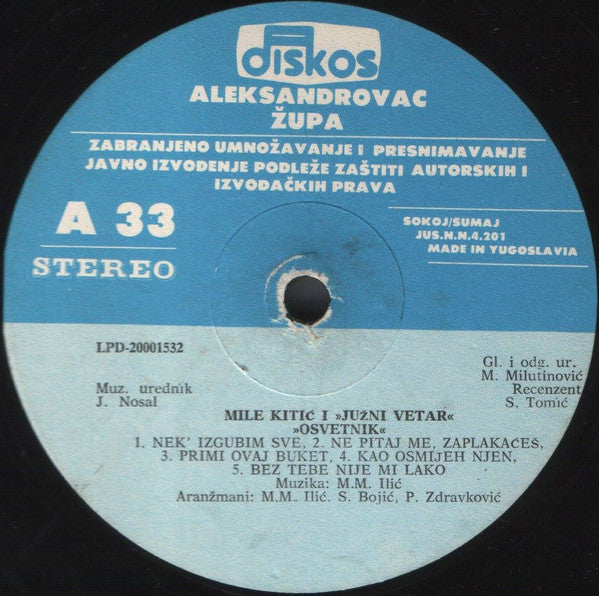 diskos
ALEKSANDROVAC
ŽUPA
ZABRANJENO UMNOŽAVANJE I PRESNIMAVANJE
JAVNO IZVOĐENJE PODLEŽE ZAŠTITI AUTORSKIH I
IZVOĐAČKIH PRAVA
A 33
STEREO
SOKOJ/SUMAJ
JUS.N.N.4.201
MADE IN YUGOSLAVIA
LPD-20001532
Muz. urednik
J. Nosal
Gl. i odg. ur.
M. Milutinović
Recenzent
S. Tomić
MILE KITIĆ I »JUŽNI VETAR«
»OSVETNIK«
1. NEK' IZGUBIM SVE, 2. NE PITAJ ME, ZAPLAKACES,
3. PRIMI OVAJ BUKET, 4. KAO OSMIJEH NJEN,
5. BEZ TEBE NIJE MI LAKO
Muzika: M.M. Ilić
Aranžmani: M.M. Ilić. S. Bojić, P. Zdravković